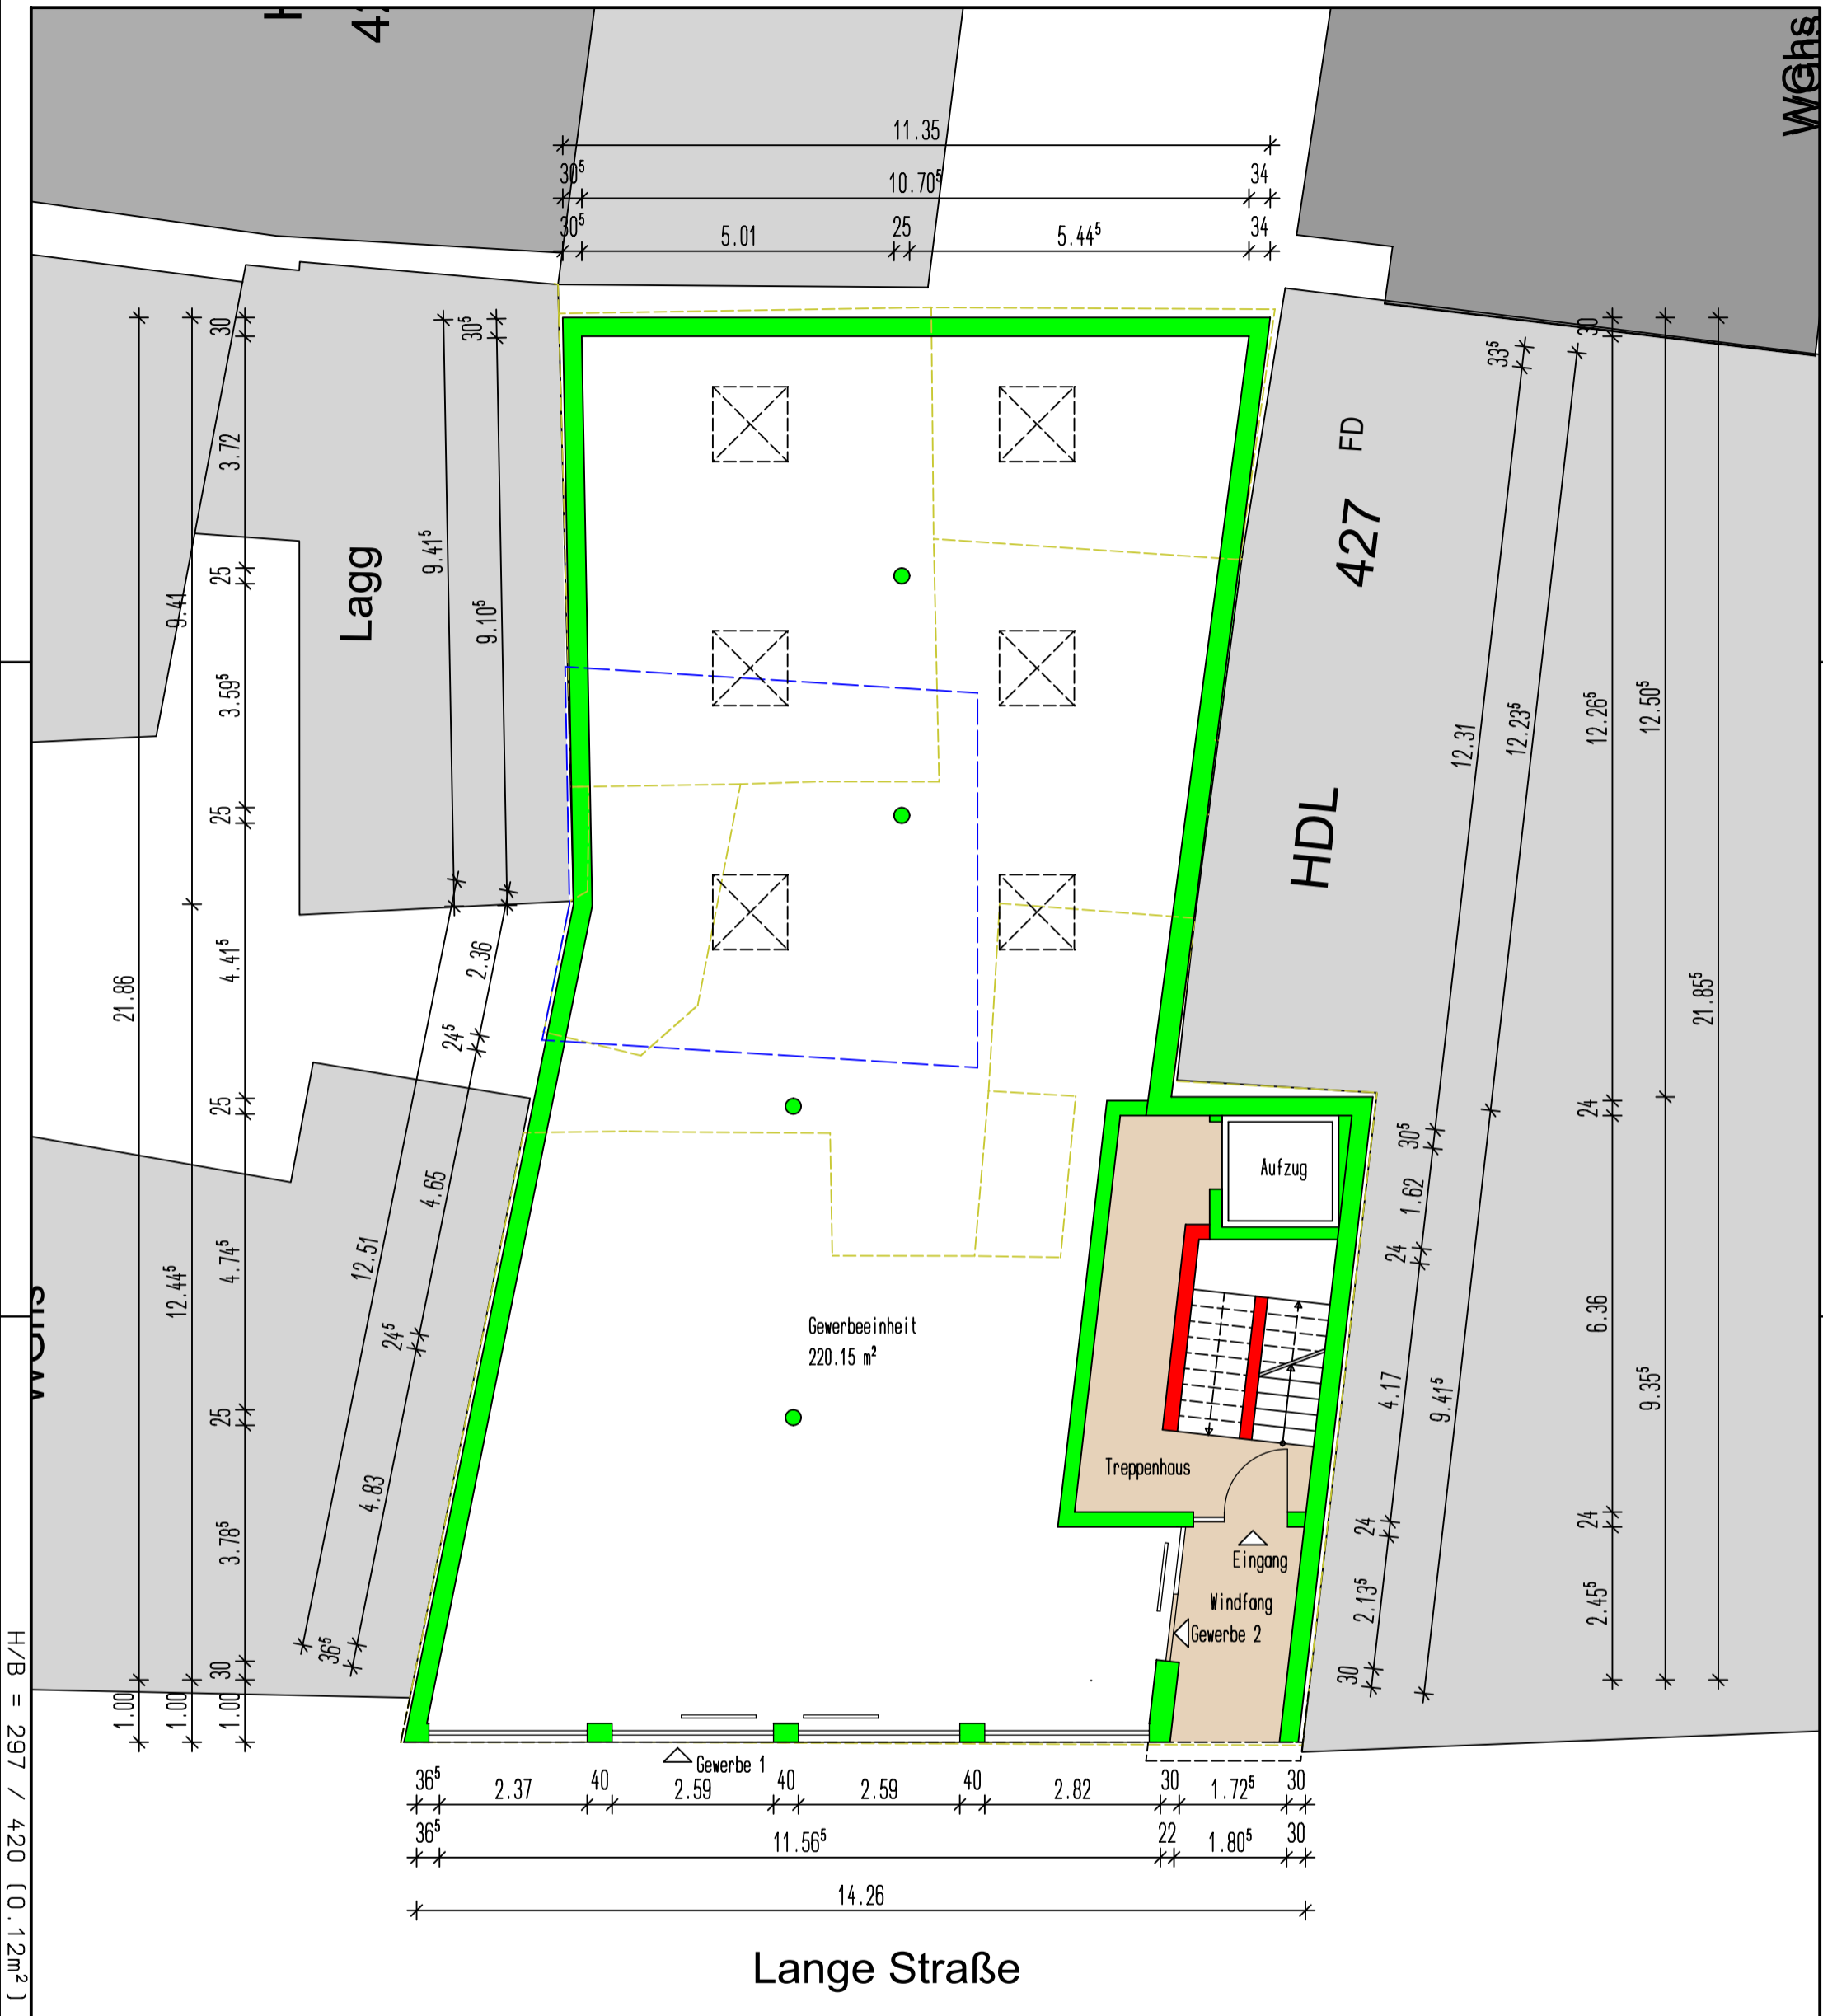 11.35
30⁵ 10.70⁵ 34
30⁵ 5.01 25 5.44⁵ 34
21.86
1.00
9.41
12.44⁵
1.00
30
3.72
25
3.59⁵
25
4.41⁵
25
4.74⁵
25
3.78⁵
30
1.00
9.41⁵
12.51
30⁵
9.10⁵
2.36
24⁵
4.65
24⁵
4.83
36⁵
Lagg
427 FD
HDL
33⁵
12.31
30⁵
1.62
24
4.17
24
2.13⁵
30
12.23⁵
9.41⁵
30
12.26⁵
24
6.36
24
2.45⁵
12.50⁵
9.35⁵
21.85⁵
Aufzug
Gewerbeeinheit
220.15 m²
Treppenhaus
Eingang
Windfang
Gewerbe 2
Gewerbe 1
36⁵ 2.37 40 2.59 40 2.59 40 2.82 30 1.72⁵ 30
36⁵ 11.56⁵ 22 1.80⁵ 30
14.26
Lange Straße
H/B = 297 / 420 (0.12m²)